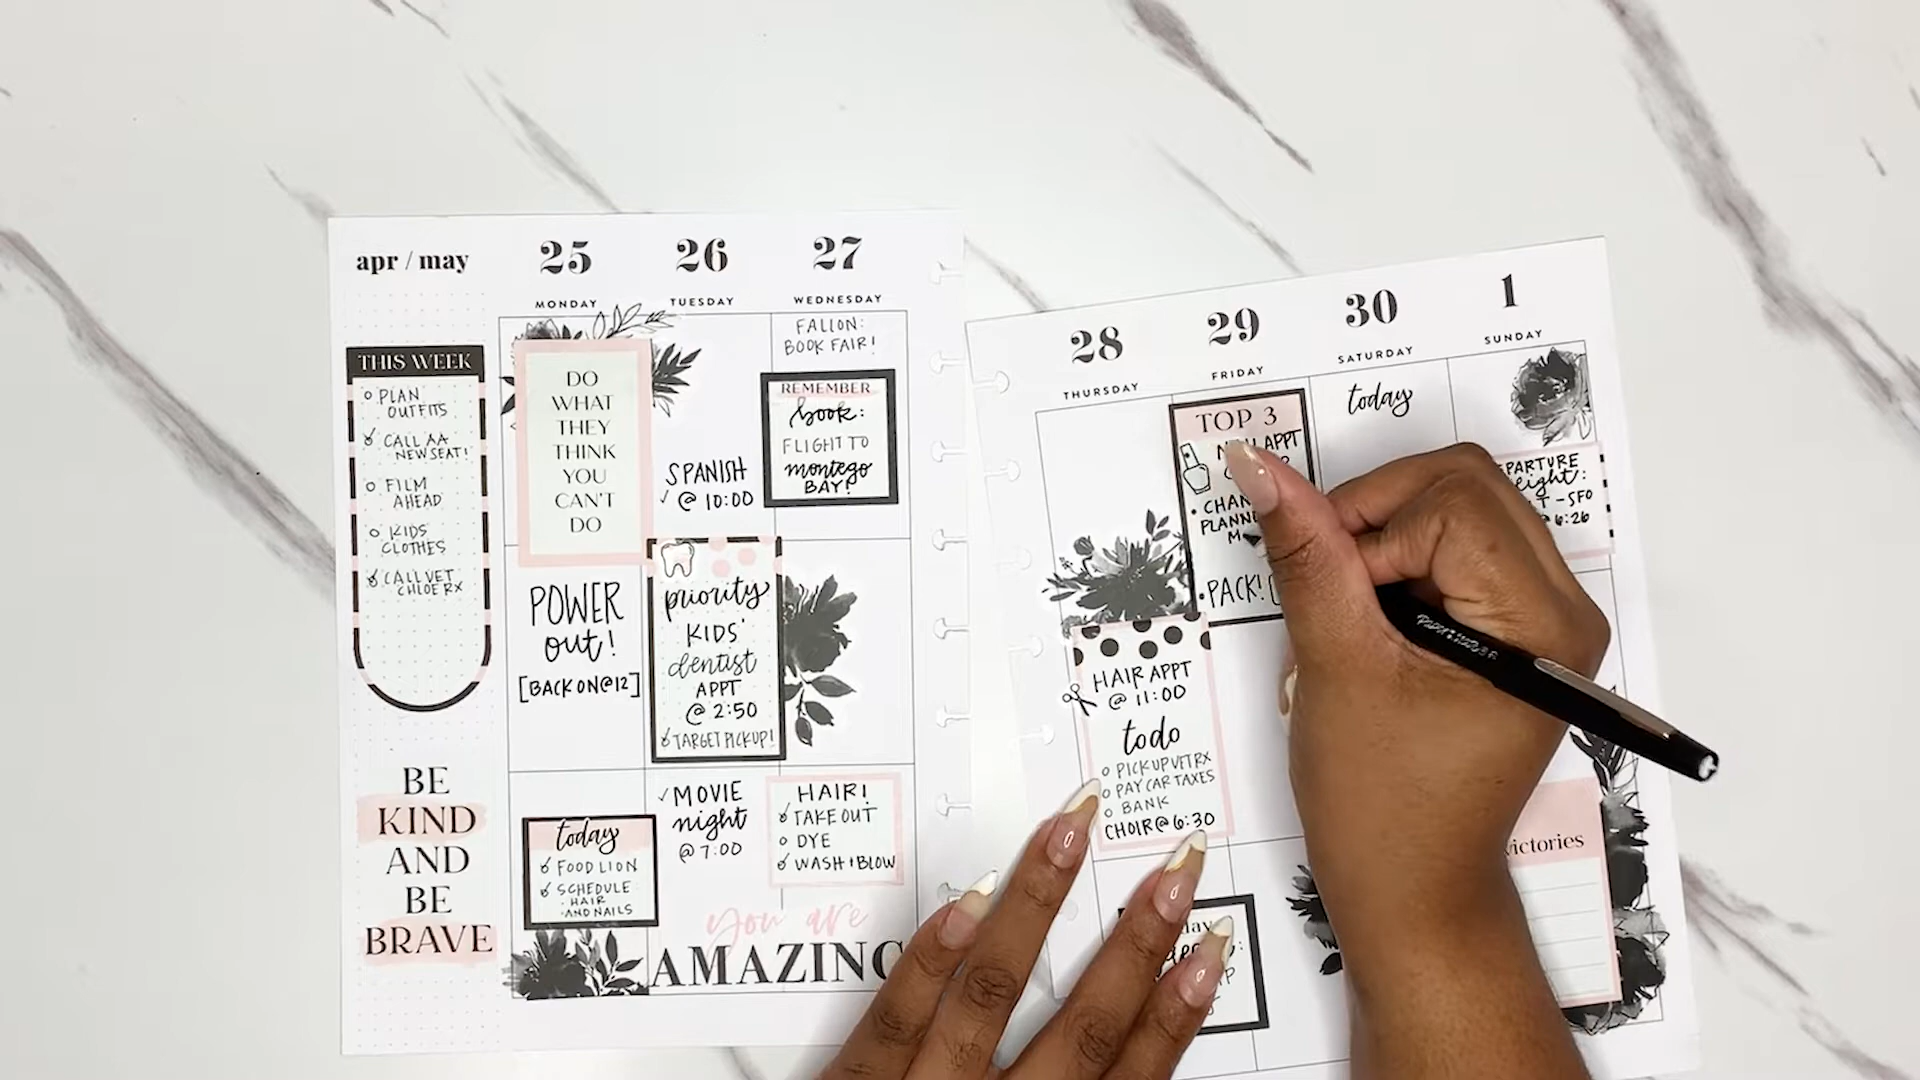 apr / may
THIS WEEK
PLAN
OUTFITS
CALL AA
NEW SEAT!
FILM
AHEAD
KIDS
CLOTHES
CALL VET
CHLOE RX
BE
KIND
AND
BE
BRAVE
25
MONDAY
DO
WHAT
THEY
THINK
YOU
CAN'T
DO
POWER
out!
[BACK ON @ 12]
today
FOOD LION
SCHEDULE:
· HAIR
· AND NAILS
26
TUESDAY
SPANISH
@ 10:00
priority
KIDS'
dentist
APPT
@ 2:50
TARGET PICKUP!
MOVIE
night
@ 7:00
you are
AMAZING
27
WEDNESDAY
FALLON:
BOOK FAIR!
REMEMBER
book:
FLIGHT TO
montego
BAY!
HAIR!
TAKE OUT
DYE
WASH + BLOW
28
THURSDAY
HAIR APPT
@ 11:00
todo
PICK UP VET RX
PAY CAR TAXES
BANK
CHOIR @ 6:30
29
FRIDAY
TOP 3
APPT
PACK!
30
SATURDAY
today
1
SUNDAY
- SFO
6:26
victories